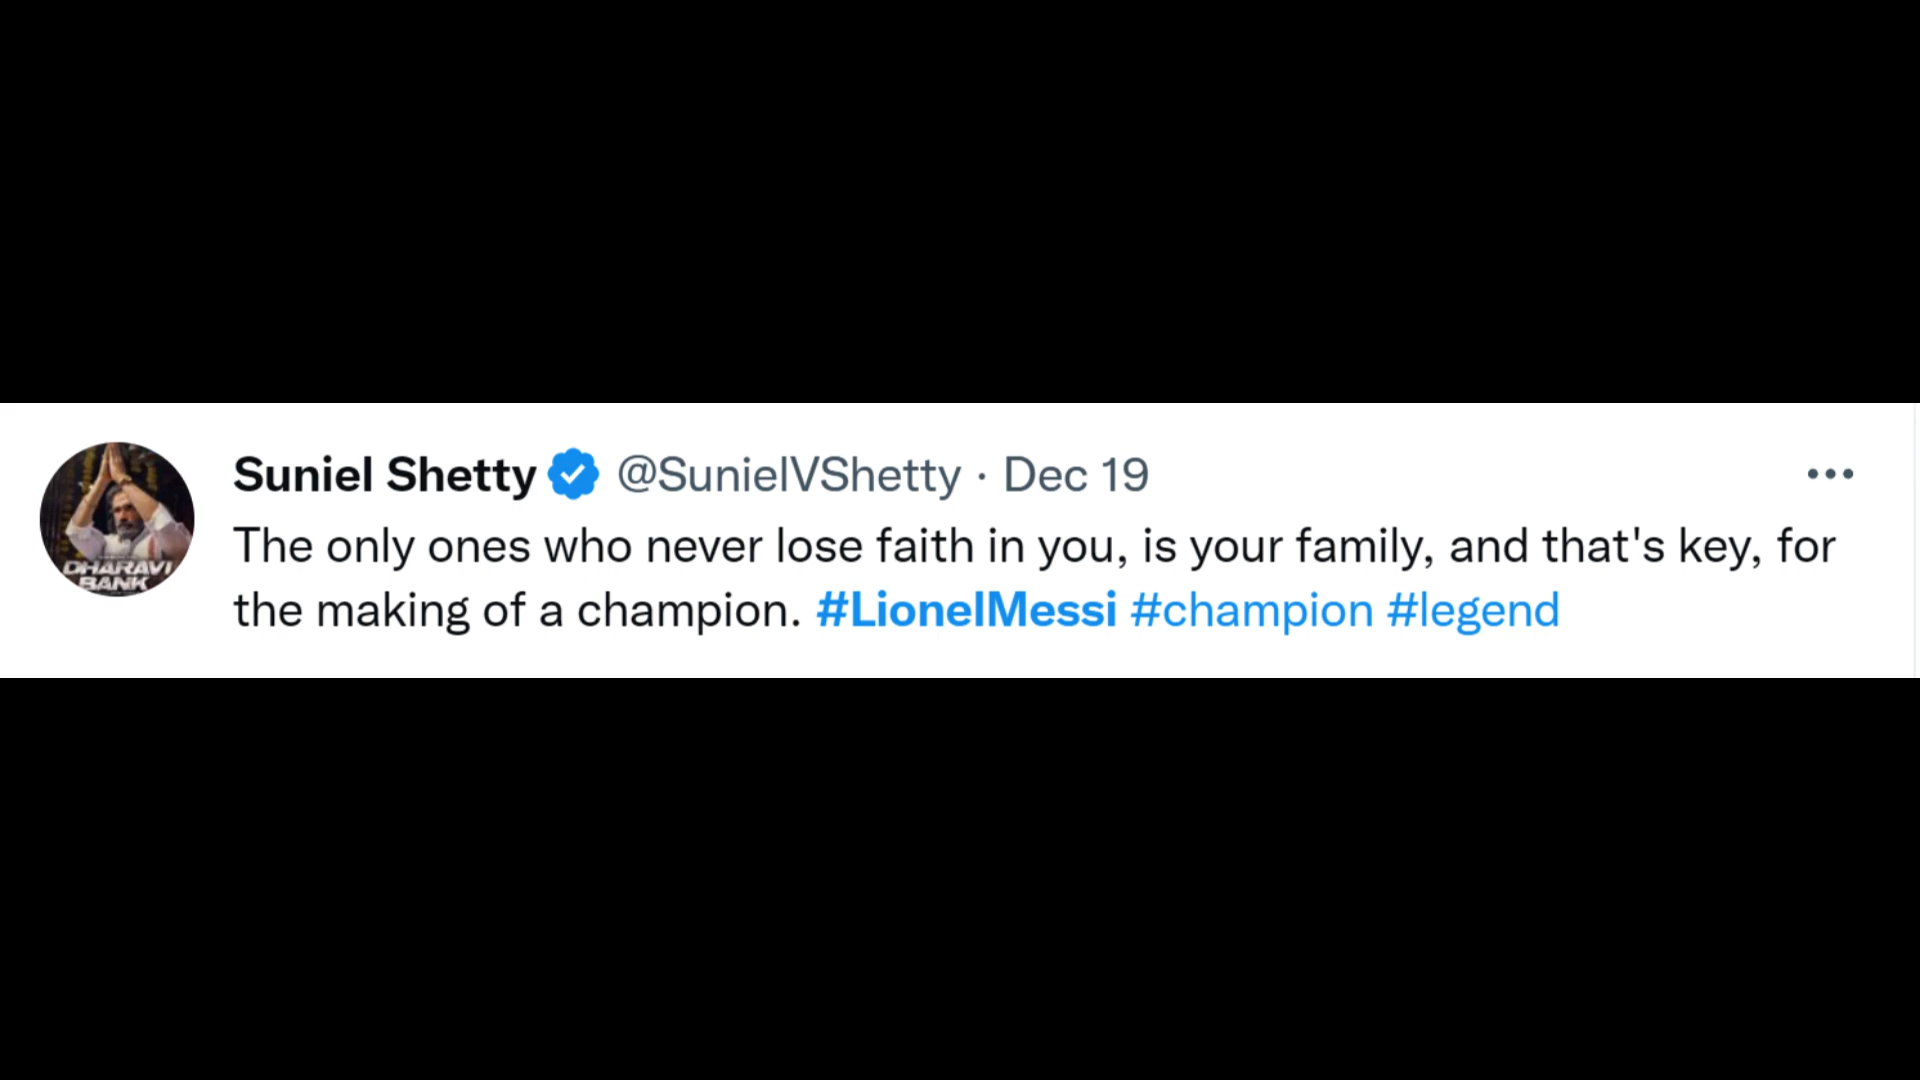 Suniel Shetty @SunielVShetty · Dec 19
The only ones who never lose faith in you, is your family, and that's key, for
the making of a champion. #LionelMessi #champion #legend
DHARAVI
BANK